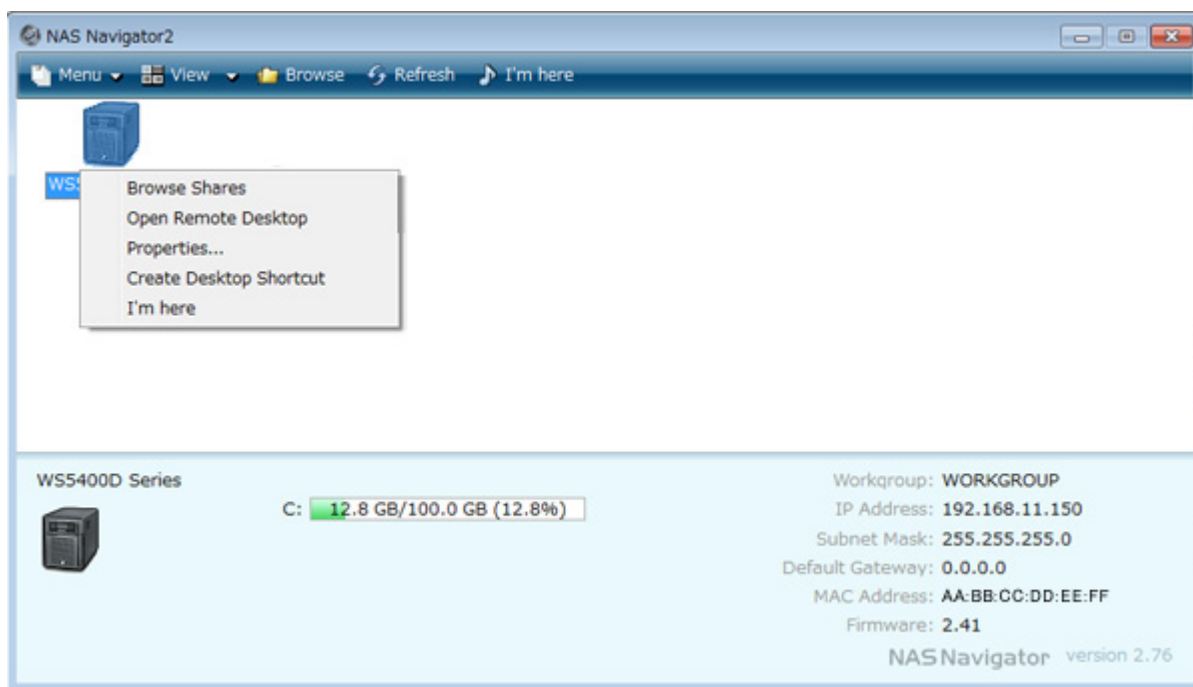 NAS Navigator2
Menu View Browse Refresh I'm here
WS5
Browse Shares
Open Remote Desktop
Properties...
Create Desktop Shortcut
I'm here
WS5400D Series
C: 12.8 GB/100.0 GB (12.8%)
Workgroup: WORKGROUP
IP Address: 192.168.11.150
Subnet Mask: 255.255.255.0
Default Gateway: 0.0.0.0
MAC Address: AA:BB:CC:DD:EE:FF
Firmware: 2.41
NAS Navigator version 2.76